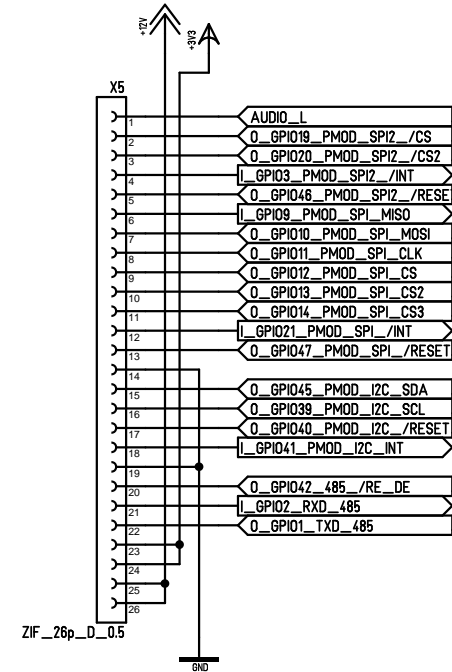 +12V
+3V3
X5
1
AUDIO_L
2
O_GPIO19_PMOD_SPI2_/CS
3
O_GPIO20_PMOD_SPI2_/CS2
4
I_GPIO3_PMOD_SPI2_/INT
5
O_GPIO46_PMOD_SPI2_/RESE
6
I_GPIO9_PMOD_SPI_MISO
7
O_GPIO10_PMOD_SPI_MOSI
8
O_GPIO11_PMOD_SPI_CLK
9
O_GPIO12_PMOD_SPI_CS
10
O_GPIO13_PMOD_SPI_CS2
11
O_GPIO14_PMOD_SPI_CS3
12
I_GPIO21_PMOD_SPI_/INT
13
O_GPIO47_PMOD_SPI_/RESET
14
15
O_GPIO45_PMOD_I2C_SDA
16
O_GPIO39_PMOD_I2C_SCL
17
O_GPIO40_PMOD_I2C_/RESET
18
I_GPIO41_PMOD_I2C_INT
19
20
O_GPIO42_485_/RE_DE
21
I_GPIO2_RXD_485
22
O_GPIO1_TXD_485
23
24
25
26
ZIF_26p_D_0.5
GND